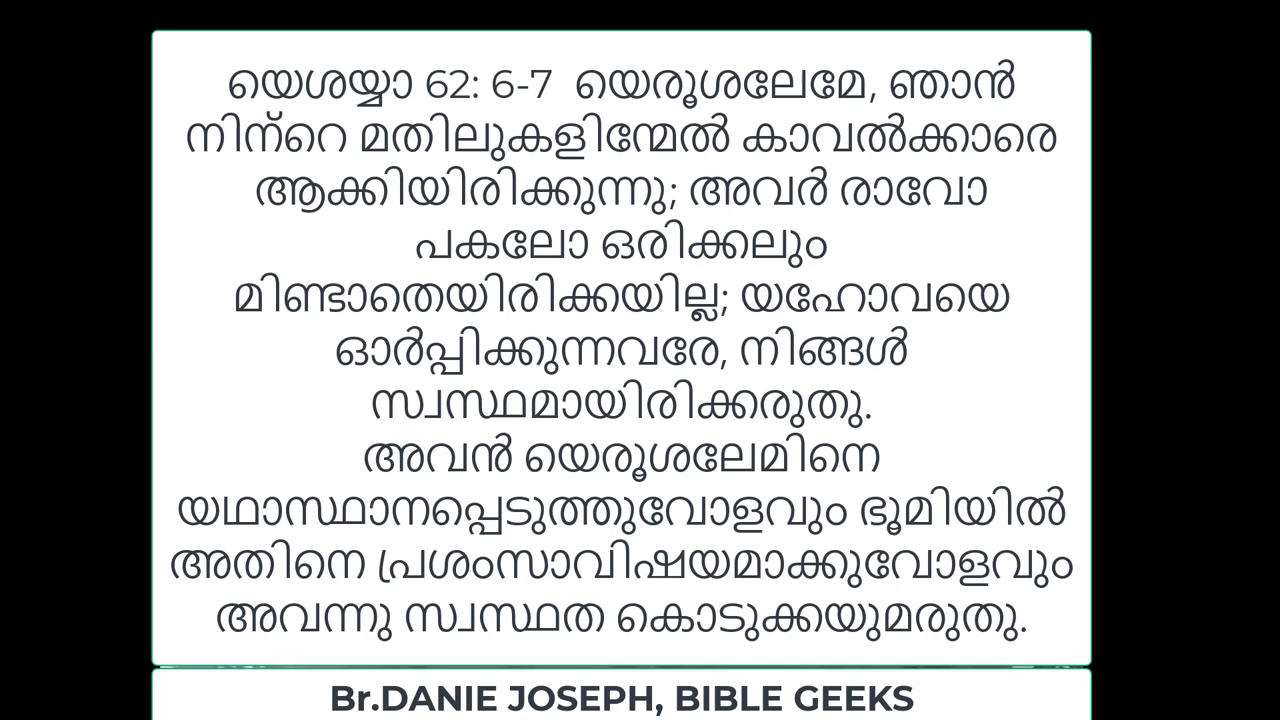 യെശയ്യാ 62: 6-7 യെരൂശലേമേ, ഞാൻ
നിന്റെ മതിലുകളിന്മേൽ കാവൽക്കാരെ
ആക്കിയിരിക്കുന്നു; അവർ രാവോ
പകലോ ഒരിക്കലും
മിണ്ടാതെയിരിക്കയില്ല; യഹോവയെ
ഓർപ്പിക്കുന്നവരേ, നിങ്ങൾ
സ്വസ്ഥമായിരിക്കരുതു.
അവൻ യെരൂശലേമിനെ
യഥാസ്ഥാനപ്പെടുത്തുവോളവും ഭൂമിയിൽ
അതിനെ പ്രശംസാവിഷയമാക്കുവോളവും
അവന്നു സ്വസ്ഥത കൊടുക്കയുമരുതു.
Br.DANIE JOSEPH, BIBLE GEEKS